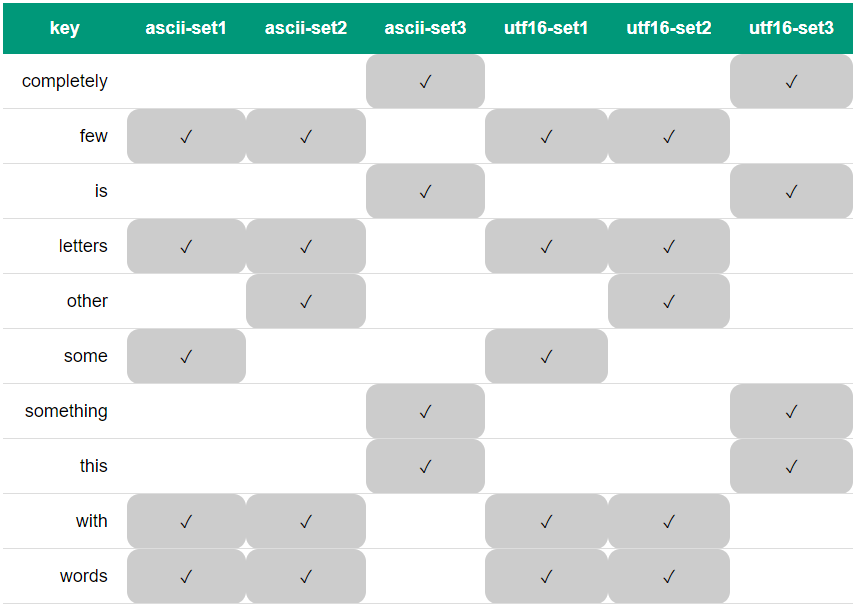 key ascii-set1 ascii-set2 ascii-set3 utf16-set1 utf16-set2 utf16-set3
completely ✓ ✓
few ✓ ✓ ✓ ✓
is ✓ ✓
letters ✓ ✓ ✓ ✓
other ✓ ✓
some ✓ ✓
something ✓ ✓
this ✓ ✓
with ✓ ✓ ✓ ✓
words ✓ ✓ ✓ ✓